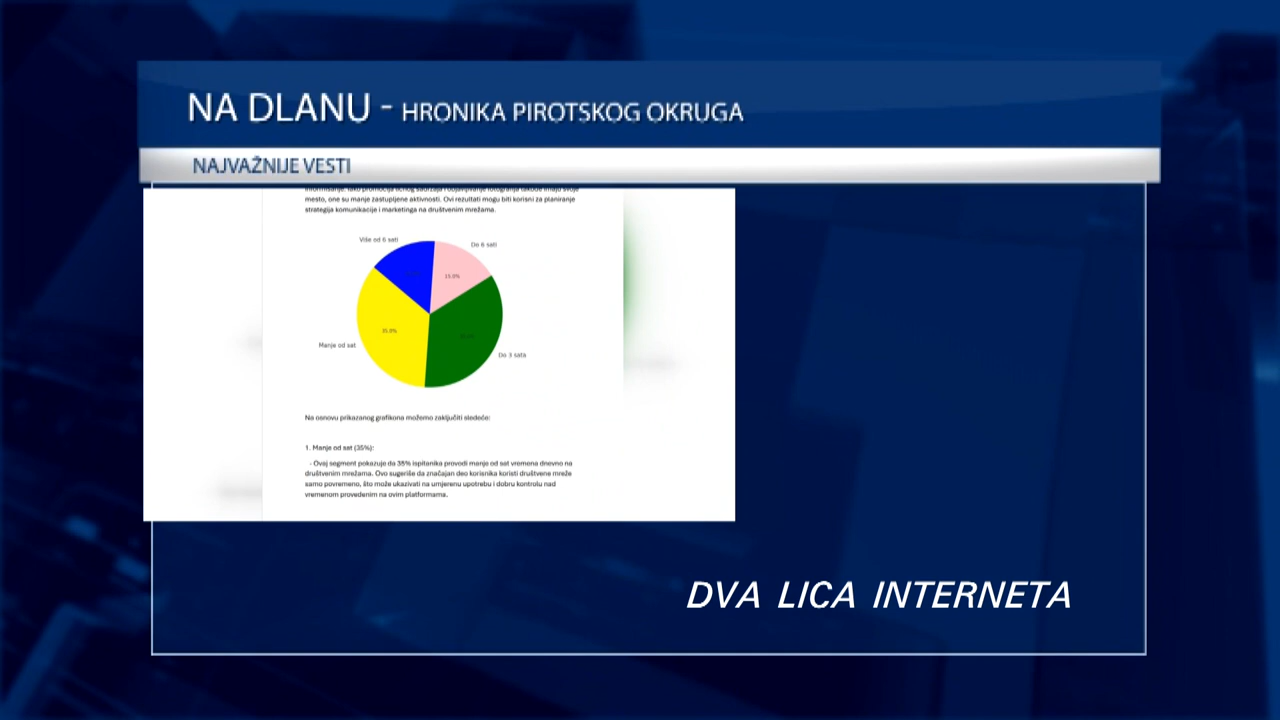 NA DLANU - HRONIKA PIROTSKOG OKRUGA
NAJVAŽNIJE VESTI
mesto, one su manje zastupljene aktivnosti. Ovi rezultati mogu biti korisni za planiranje
strategija komunikacije i marketinga na društvenim mrežama.
Više od 6 sati
Do 6 sati
15.0%
35.0%
Manje od sat
Do 3 sata
Na osnovu prikazanog grafikona možemo zaključiti sledeće:
1. Manje od sat (35%):
- Ovaj segment pokazuje da 35% ispitanika provodi manje od sat vremena dnevno na
društvenim mrežama. Ovo sugeriše da značajan deo korisnika koristi društvene mreže
samo povremeno, što može ukazivati na umjerenu upotrebu i dobru kontrolu nad
vremenom provedenim na ovim platformama.
DVA LICA INTERNETA